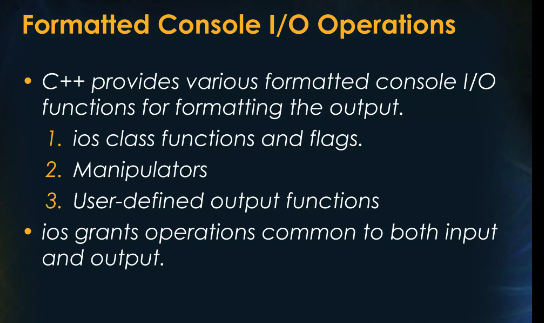 Formatted Console I/O Operations
• C++ provides various formatted console I/O
functions for formatting the output.
1. ios class functions and flags.
2. Manipulators
3. User-defined output functions
• ios grants operations common to both input
and output.